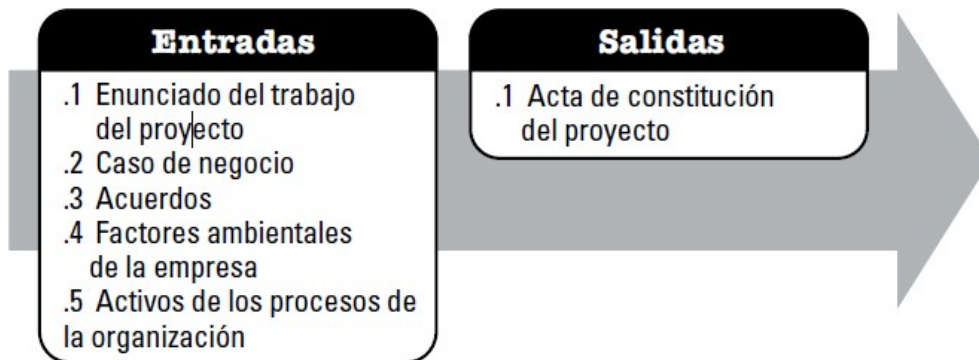 Entradas
.1 Enunciado del trabajo
del proyecto
.2 Caso de negocio
.3 Acuerdos
.4 Factores ambientales
de la empresa
.5 Activos de los procesos de
la organización
Salidas
.1 Acta de constitución
del proyecto